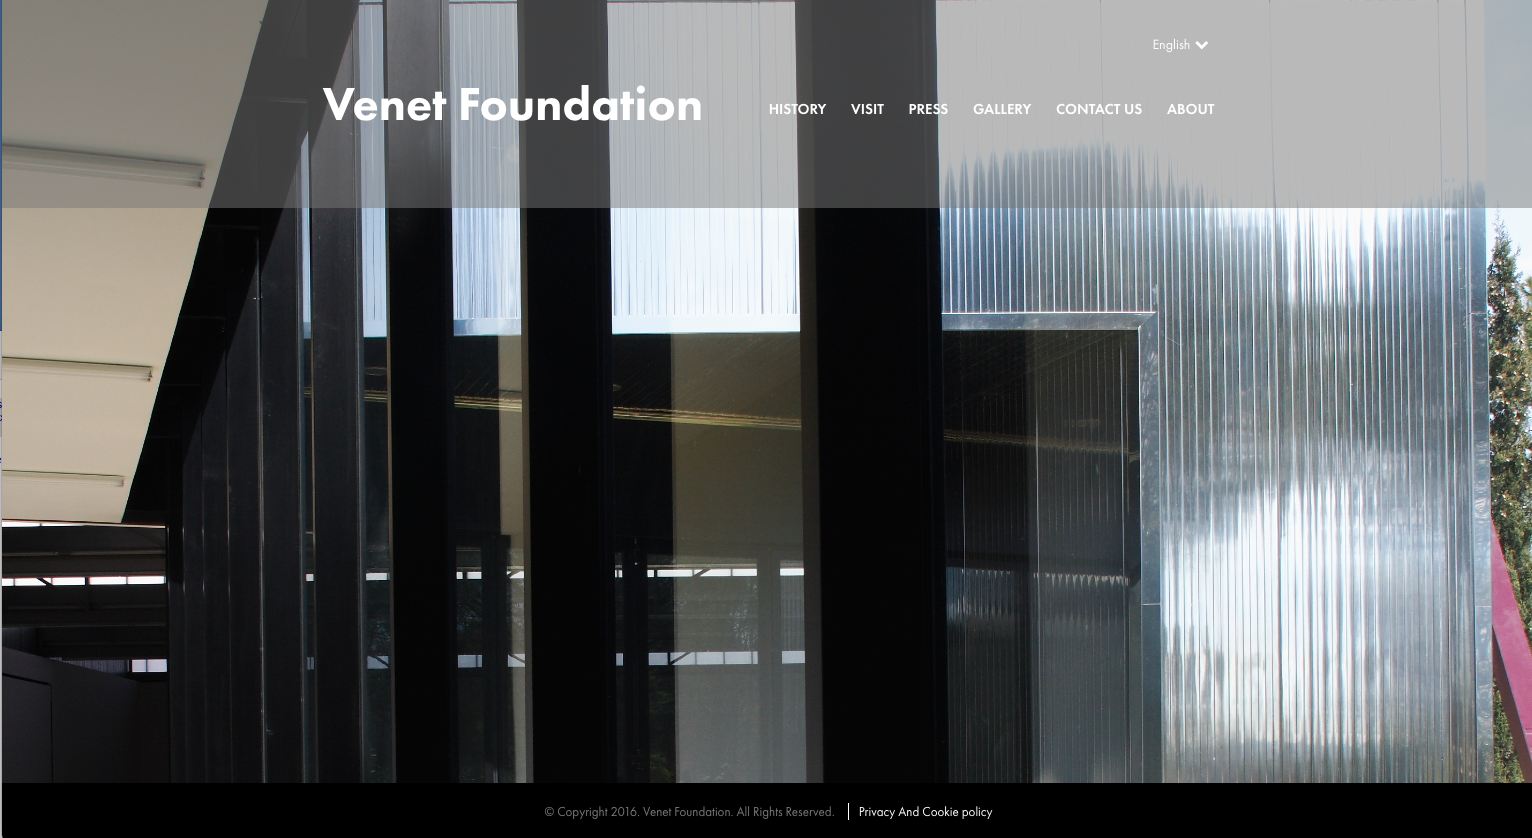 English
Venet Foundation
HISTORY VISIT PRESS GALLERY CONTACT US ABOUT
© Copyright 2016. Venet Foundation. All Rights Reserved. Privacy And Cookie policy